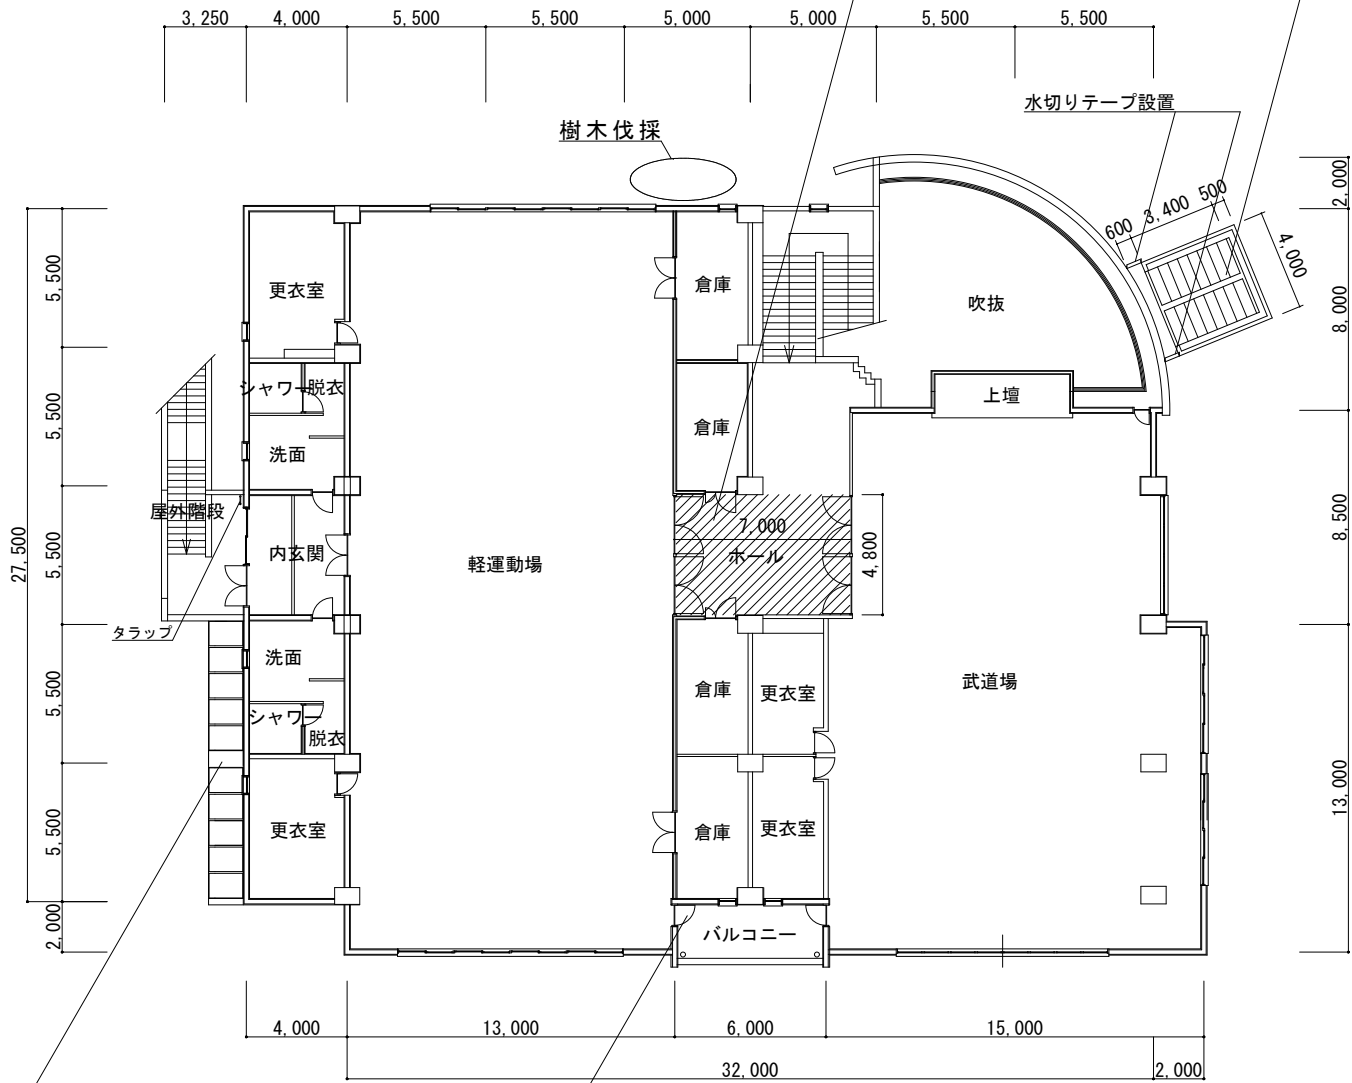 3,250 4,000 5,500 5,500 5,000 5,000 5,500 5,500
水切りテープ設置
樹木伐採
2,000
600 3,400 500
4,000
5,500
更衣室
倉庫
吹抜
8,000
シャワー
脱衣
上壇
5,500
倉庫
洗面
屋外階段
7,000
8,500
27,500
5,500
内玄関
軽運動場
ホール
4,800
タラップ
洗面
5,500
倉庫
更衣室
武道場
シャワー
脱衣
13,000
5,500
更衣室
倉庫
更衣室
2,000
バルコニー
4,000 13,000 6,000 15,000
32,000 2,000